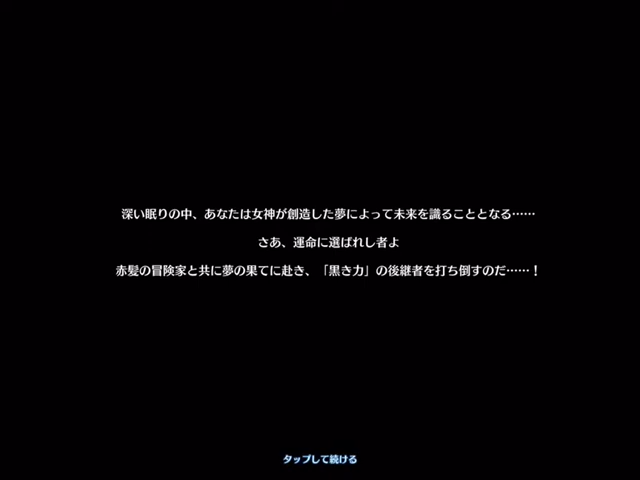 深い眠りの中、あなたは女神が創造した夢によって未来を識ることとなる……
さあ、運命に選ばれし者よ
赤髪の冒険家と共に夢の果てに赴き、「黒き力」の後継者を打ち倒すのだ……！
タップして続ける